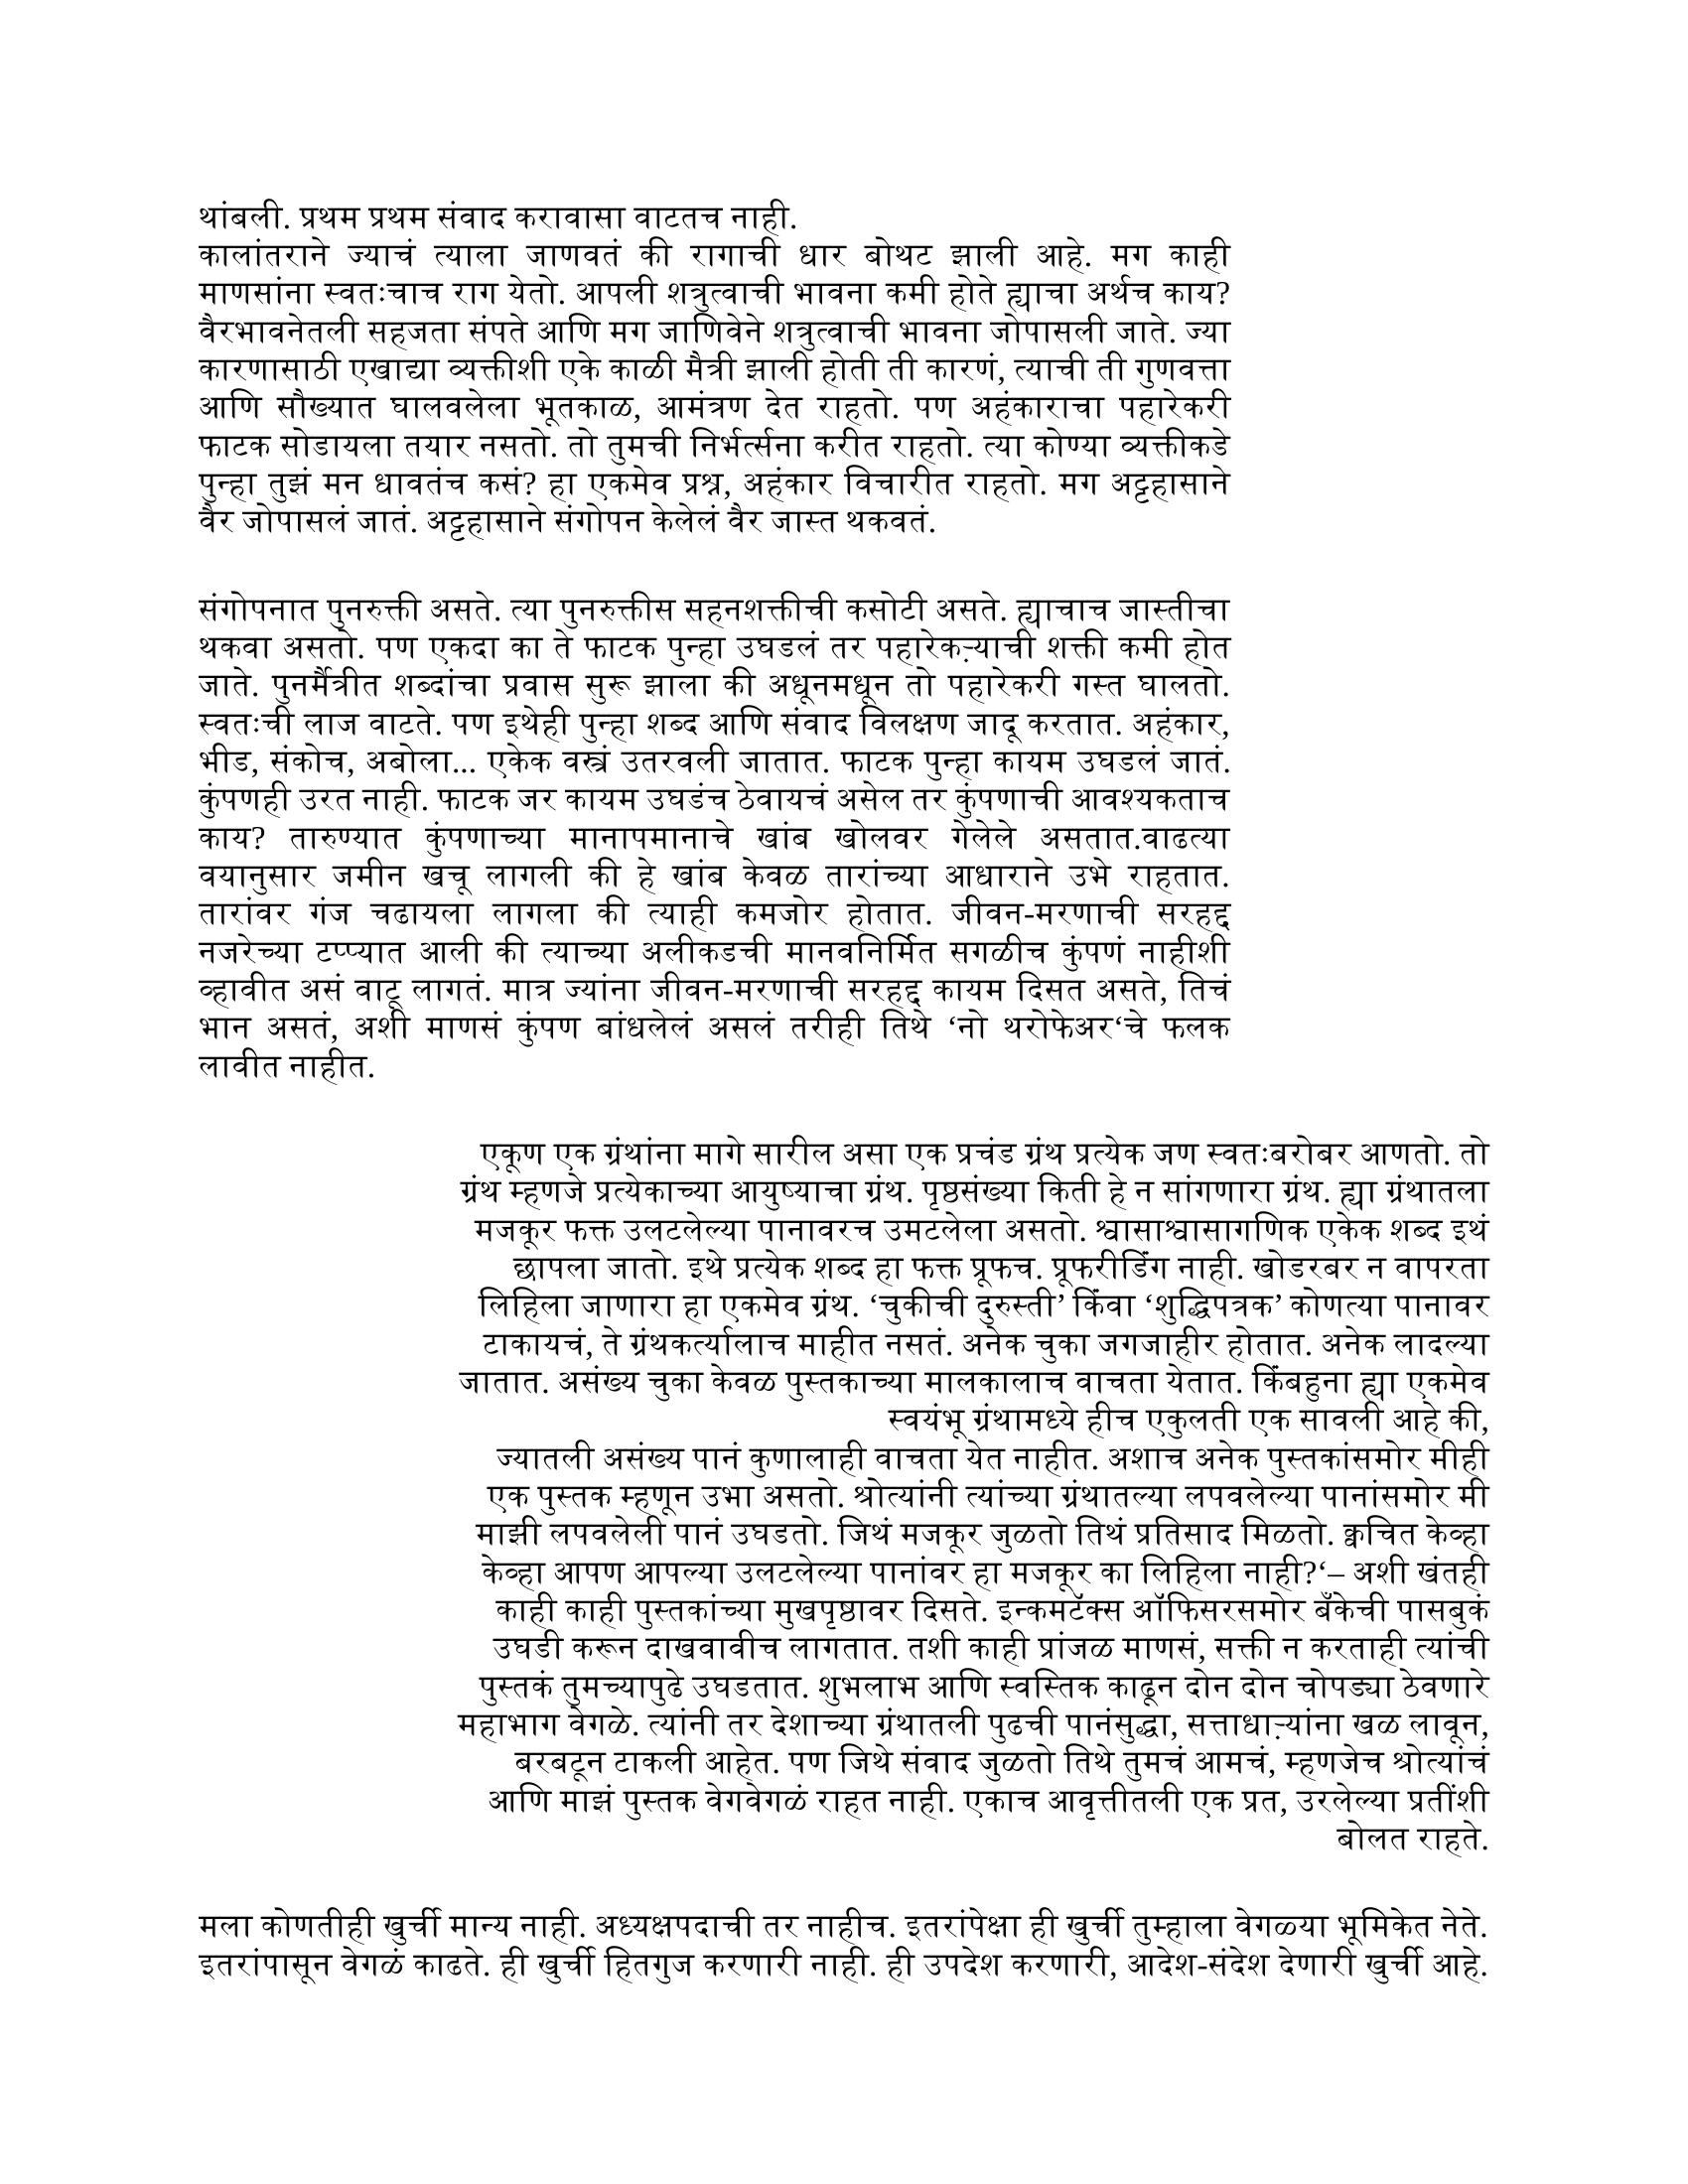 थांबली. प्रथम प्रथम संवाद करावासा वाटतच नाही.
कालांतराने ज्याचं त्याला जाणवतं की रागाची धार बोथट झाली आहे. मग काही
माणसांना स्वतःचाच राग येतो. आपली शत्रुत्वाची भावना कमी होते ह्याचा अर्थच काय?
वैरभावनेतली सहजता संपते आणि मग जाणिवेने शत्रुत्वाची भावना जोपासली जाते. ज्या
कारणासाठी एखाद्या व्यक्तीशी एके काळी मैत्री झाली होती ती कारणं, त्याची ती गुणवत्ता
आणि सौख्यात घालवलेला भूतकाळ, आमंत्रण देत राहतो. पण अहंकाराचा पहारेकरी
फाटक सोडायला तयार नसतो. तो तुमची निर्भर्त्सना करीत राहतो. त्या कोण्या व्यक्तीकडे
पुन्हा तुझं मन धावतंच कसं? हा एकमेव प्रश्न, अहंकार विचारीत राहतो. मग अट्टहासाने
वैर जोपासलं जातं. अट्टहासाने संगोपन केलेलं वैर जास्त थकवतं.
संगोपनात पुनरुक्ती असते. त्या पुनरुक्तीस सहनशक्तीची कसोटी असते. ह्याचाच जास्तीचा
थकवा असतो. पण एकदा का ते फाटक पुन्हा उघडलं तर पहारेकऱ्याची शक्ती कमी होत
जाते. पुनर्मैत्रीत शब्दांचा प्रवास सुरू झाला की अधूनमधून तो पहारेकरी गस्त घालतो.
स्वतःची लाज वाटते. पण इथेही पुन्हा शब्द आणि संवाद विलक्षण जादू करतात. अहंकार,
भीड, संकोच, अबोला... एकेक वस्त्रं उतरवली जातात. फाटक पुन्हा कायम उघडलं जातं.
कुंपणही उरत नाही. फाटक जर कायम उघडंच ठेवायचं असेल तर कुंपणाची आवश्यकताच
काय? तारुण्यात कुंपणाच्या मानापमानाचे खांब खोलवर गेलेले असतात.वाढत्या
वयानुसार जमीन खचू लागली की हे खांब केवळ तारांच्या आधाराने उभे राहतात.
तारांवर गंज चढायला लागला की त्याही कमजोर होतात. जीवन-मरणाची सरहद्द
नजरेच्या टप्प्यात आली की त्याच्या अलीकडची मानवनिर्मित सगळीच कुंपणं नाहीशी
व्हावीत असं वाटू लागतं. मात्र ज्यांना जीवन-मरणाची सरहद्द कायम दिसत असते, तिचं
भान असतं, अशी माणसं कुंपण बांधलेलं असलं तरीही तिथे ‘नो थरोफेअर‘चे फलक
लावीत नाहीत.
एकूण एक ग्रंथांना मागे सारील असा एक प्रचंड ग्रंथ प्रत्येक जण स्वतःबरोबर आणतो. तो
ग्रंथ म्हणजे प्रत्येकाच्या आयुष्याचा ग्रंथ. पृष्ठसंख्या किती हे न सांगणारा ग्रंथ. ह्या ग्रंथातला
मजकूर फक्त उलटलेल्या पानावरच उमटलेला असतो. श्वासाश्वासागणिक एकेक शब्द इथं
छापला जातो. इथे प्रत्येक शब्द हा फक्त प्रूफच. प्रूफरीडिंग नाही. खोडरबर न वापरता
लिहिला जाणारा हा एकमेव ग्रंथ. ‘चुकीची दुरुस्ती’ किंवा ‘शुद्धिपत्रक’ कोणत्या पानावर
टाकायचं, ते ग्रंथकर्त्यालाच माहीत नसतं. अनेक चुका जगजाहीर होतात. अनेक लादल्या
जातात. असंख्य चुका केवळ पुस्तकाच्या मालकालाच वाचता येतात. किंबहुना ह्या एकमेव
स्वयंभू ग्रंथामध्ये हीच एकुलती एक सावली आहे की,
ज्यातली असंख्य पानं कुणालाही वाचता येत नाहीत. अशाच अनेक पुस्तकांसमोर मीही
एक पुस्तक म्हणून उभा असतो. श्रोत्यांनी त्यांच्या ग्रंथातल्या लपवलेल्या पानांसमोर मी
माझी लपवलेली पानं उघडतो. जिथं मजकूर जुळतो तिथं प्रतिसाद मिळतो. क्वचित केव्हा
केव्हा आपण आपल्या उलटलेल्या पानांवर हा मजकूर का लिहिला नाही?‘– अशी खंतही
काही काही पुस्तकांच्या मुखपृष्ठावर दिसते. इन्कमटॅक्स ऑफिसरसमोर बँकेची पासबुकं
उघडी करून दाखवावीच लागतात. तशी काही प्रांजळ माणसं, सक्ती न करताही त्यांची
पुस्तकं तुमच्यापुढे उघडतात. शुभलाभ आणि स्वस्तिक काढून दोन दोन चोपड्या ठेवणारे
महाभाग वेगळे. त्यांनी तर देशाच्या ग्रंथातली पुढची पानंसुद्धा, सत्ताधाऱ्यांना खळ लावून,
बरबटून टाकली आहेत. पण जिथे संवाद जुळतो तिथे तुमचं आमचं, म्हणजेच श्रोत्यांचं
आणि माझं पुस्तक वेगवेगळं राहत नाही. एकाच आवृत्तीतली एक प्रत, उरलेल्या प्रतींशी
बोलत राहते.
मला कोणतीही खुर्ची मान्य नाही. अध्यक्षपदाची तर नाहीच. इतरांपेक्षा ही खुर्ची तुम्हाला वेगळया भूमिकेत नेते.
इतरांपासून वेगळं काढते. ही खुर्ची हितगुज करणारी नाही. ही उपदेश करणारी, आदेश-संदेश देणारी खुर्ची आहे.